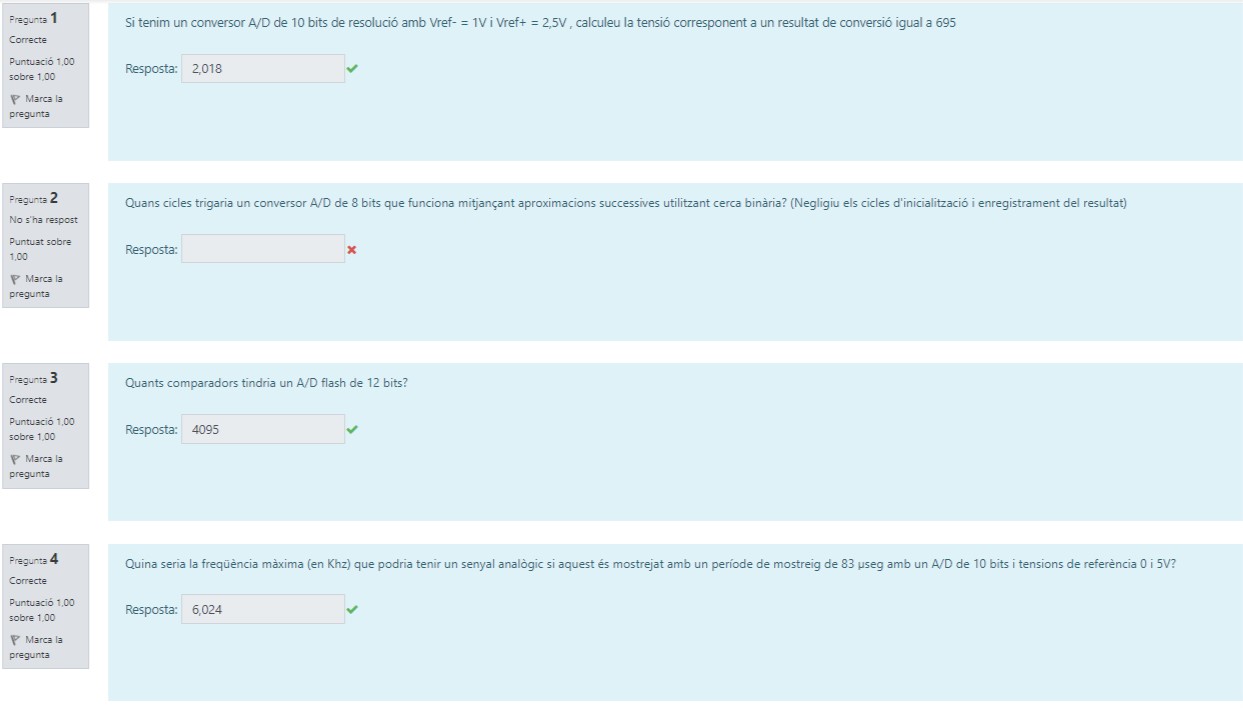 Pregunta 1
Correcte
Puntuació 1,00
sobre 1,00
Marca la
pregunta
Si tenim un conversor A/D de 10 bits de resolució amb Vref- = 1V i Vref+ = 2,5V , calculeu la tensió corresponent a un resultat de conversió igual a 695
Resposta: 2,018
Pregunta 2
No s'ha respost
Puntuat sobre
1,00
Marca la
pregunta
Quans cicles trigaria un conversor A/D de 8 bits que funciona mitjançant aproximacions successives utilitzant cerca binària? (Negligiu els cicles d'inicialització i enregistrament del resultat)
Resposta:
Pregunta 3
Correcte
Puntuació 1,00
sobre 1,00
Marca la
pregunta
Quants comparadors tindria un A/D flash de 12 bits?
Resposta: 4095
Pregunta 4
Correcte
Puntuació 1,00
sobre 1,00
Marca la
pregunta
Quina seria la freqüència màxima (en Khz) que podria tenir un senyal analògic si aquest és mostrejat amb un període de mostreig de 83 µseg amb un A/D de 10 bits i tensions de referència 0 i 5V?
Resposta: 6,024